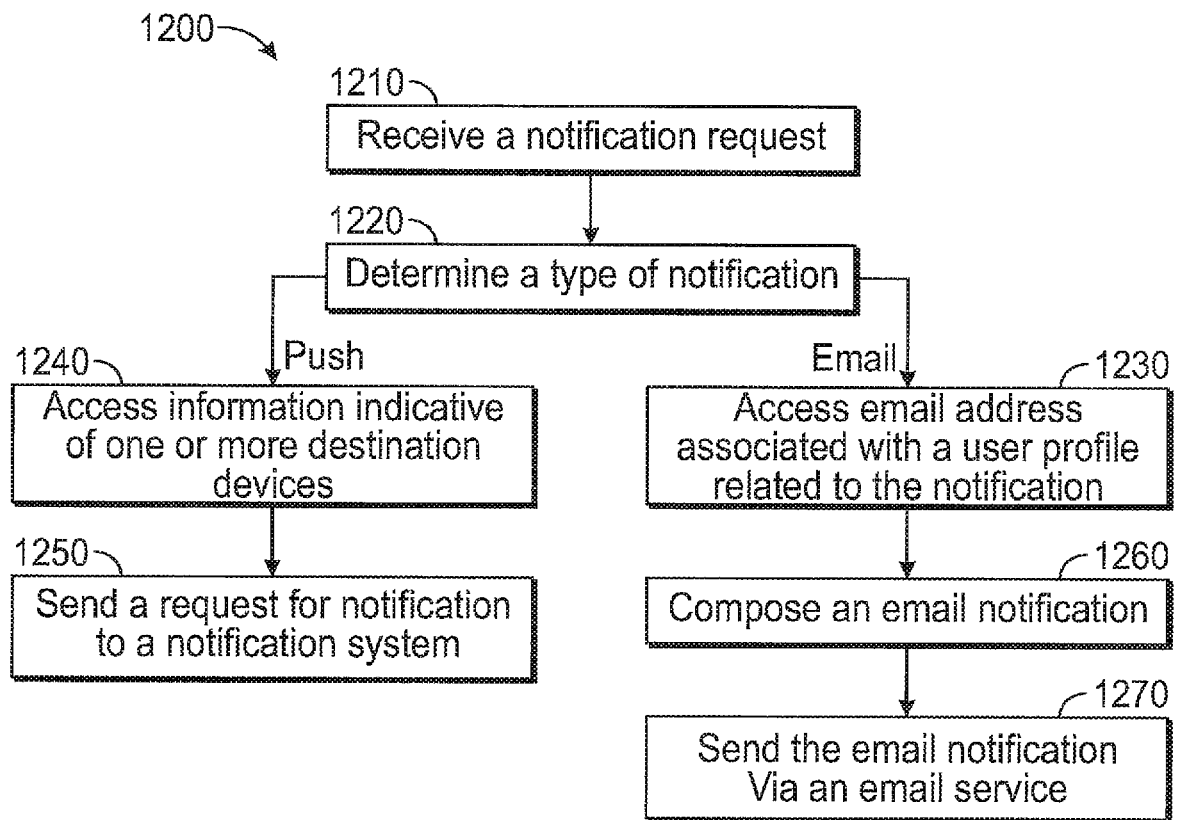 1200
1210
Receive a notification request
1220
Determine a type of notification
Push
Email
1240
Access information indicative
of one or more destination
devices
1230
Access email address
associated with a user profile
related to the notification
1250
Send a request for notification
to a notification system
1260
Compose an email notification
1270
Send the email notification
Via an email service